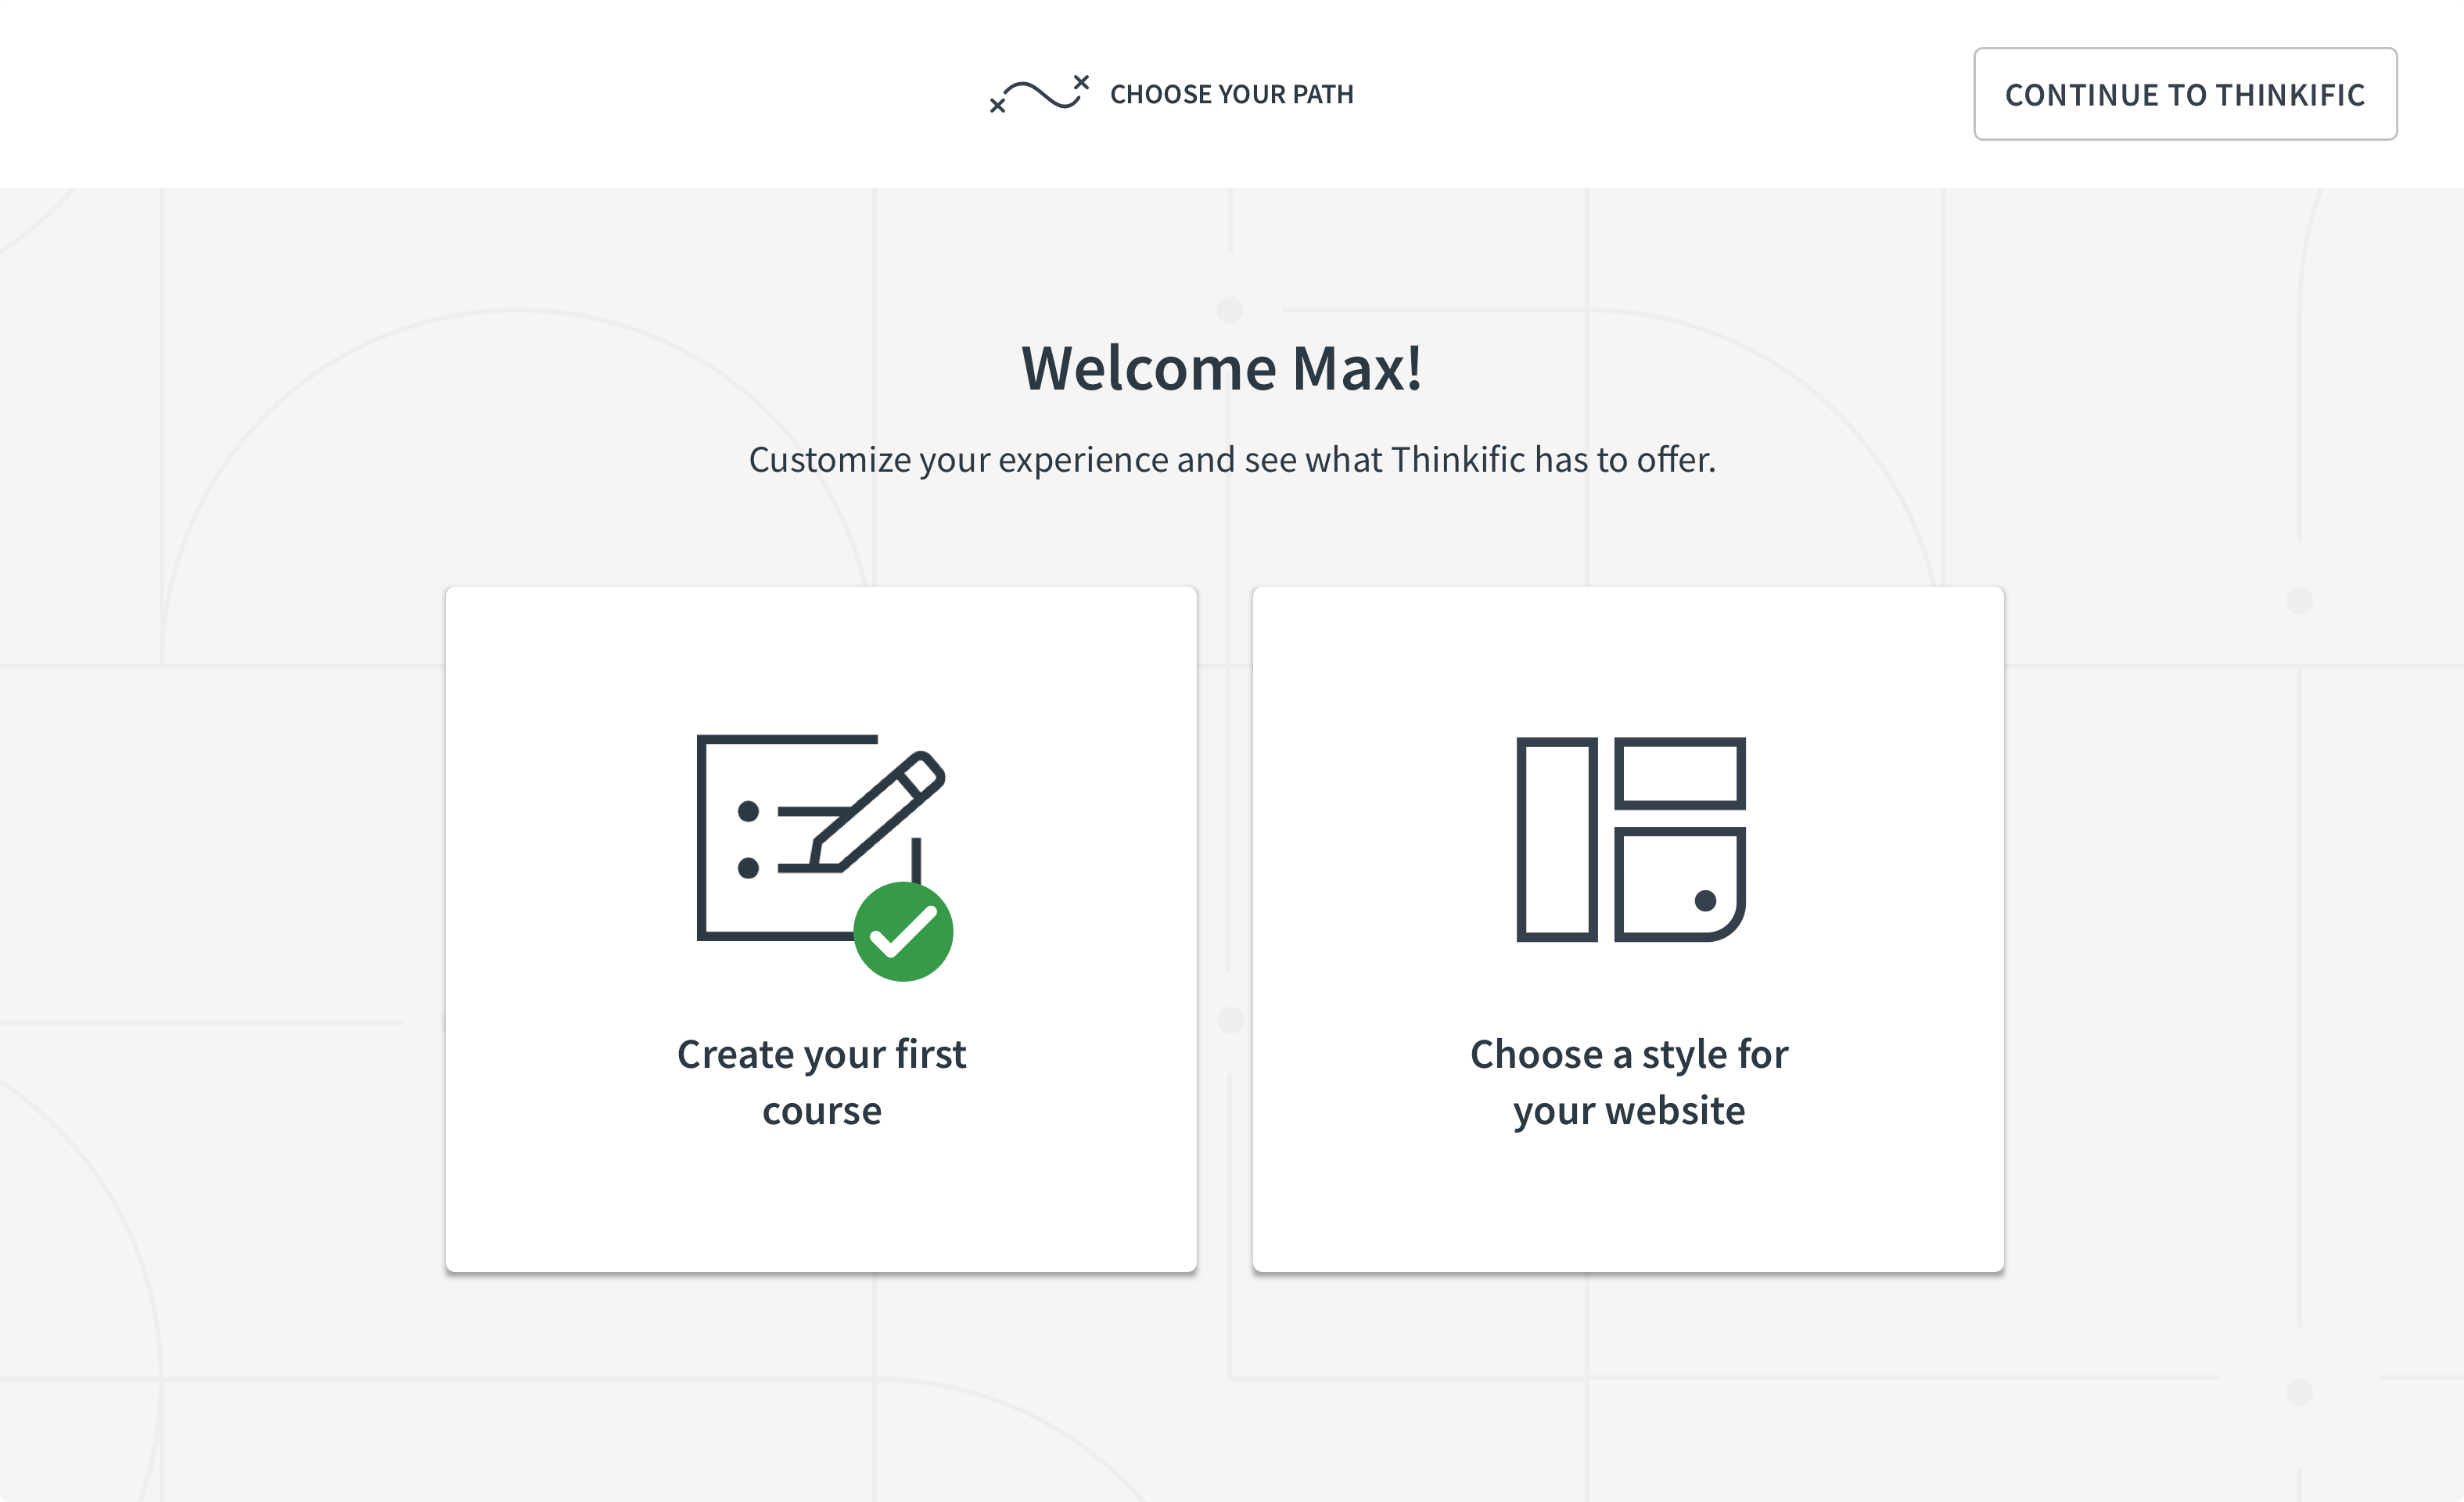 CHOOSE YOUR PATH
CONTINUE TO THINKIFIC
Welcome Max!
Customize your experience and see what Thinkific has to offer.
Create your first
course
Choose a style for
your website